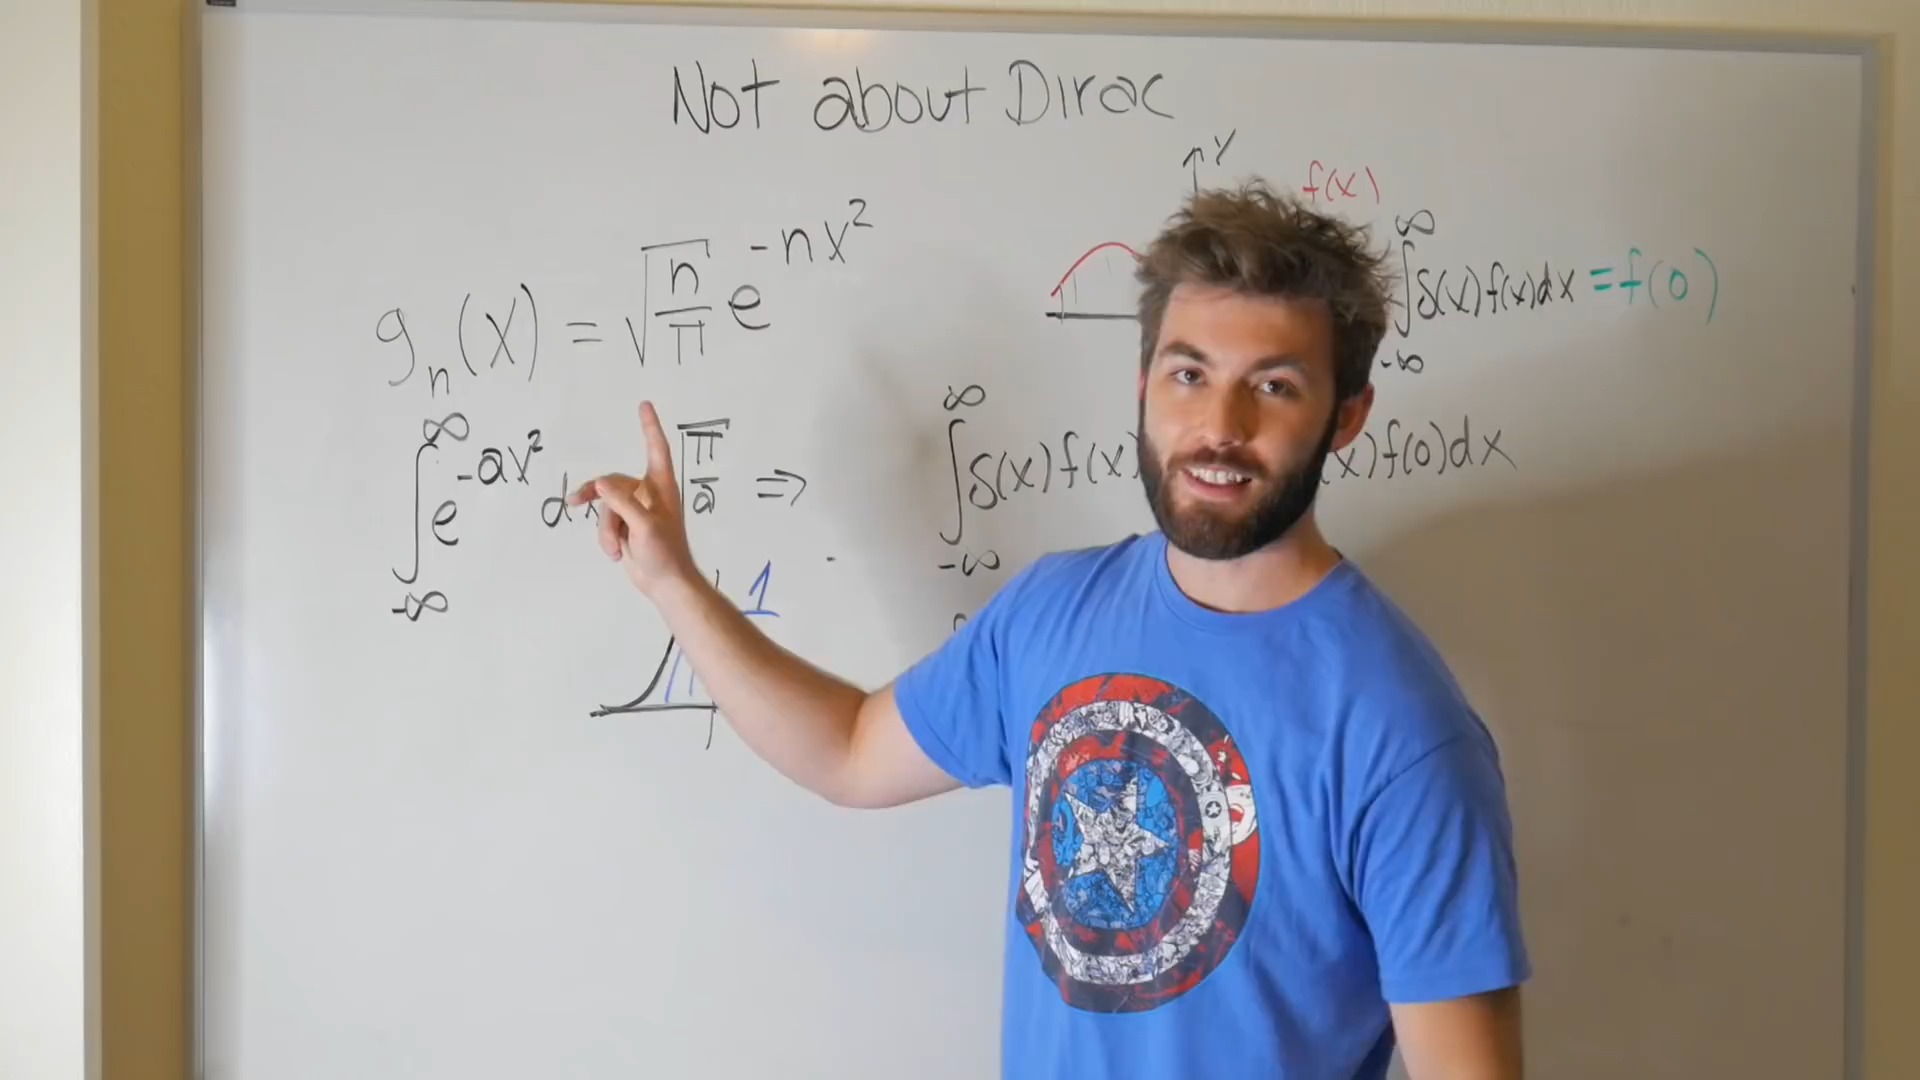 Not about Dirac
g_n(x) = √(n/π) e^(-nx²)
∫_{-∞}^{∞} e^(-ax²) dx √(π/a) ⇒
1
Y
f(x)
∫_{-∞}^{∞} δ(x)f(x)dx = f(0)
∫_{-∞}^{∞} δ(x)f(x) x)f(0)dx